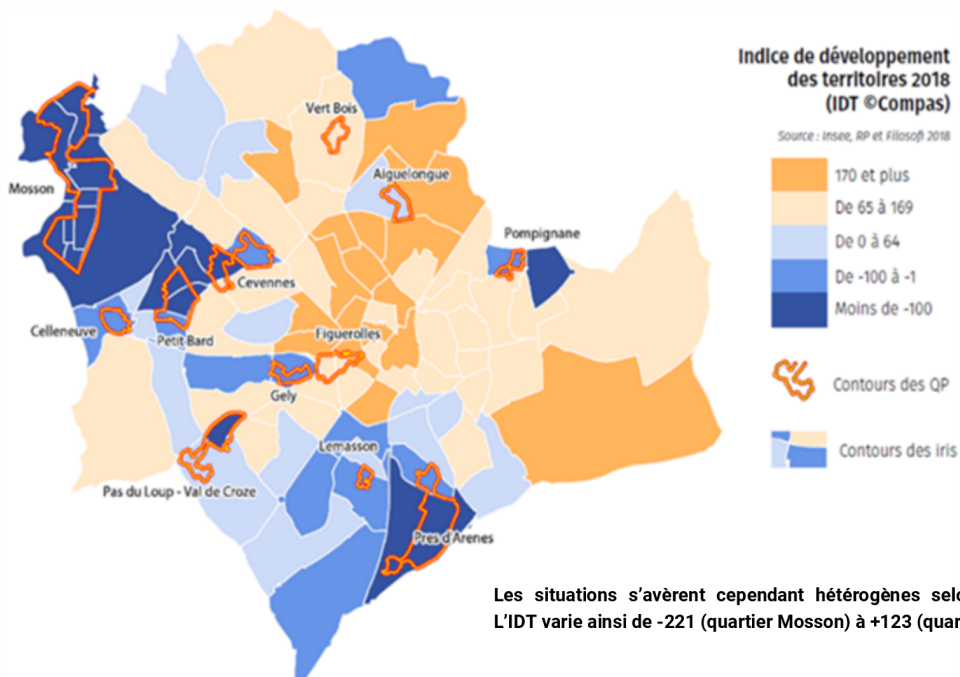 Indice de développement
des territoires 2018
(IDT ©Compas)
Source : Insee, RP et Filosofi 2018
170 et plus
De 65 à 169
De 0 à 64
De -100 à -1
Moins de -100
Contours des QP
Contours des iris
Vert Bois
Aiguelongue
Mosson
Pompignane
Cevennes
Celleneuve
Petit Bard
Figuerolles
Gely
Lemasson
Pas du Loup - Val de Croze
Pres d'Arènes
Les situations s'avèrent cependant hétérogènes selo
L'IDT varie ainsi de -221 (quartier Mosson) à +123 (quar